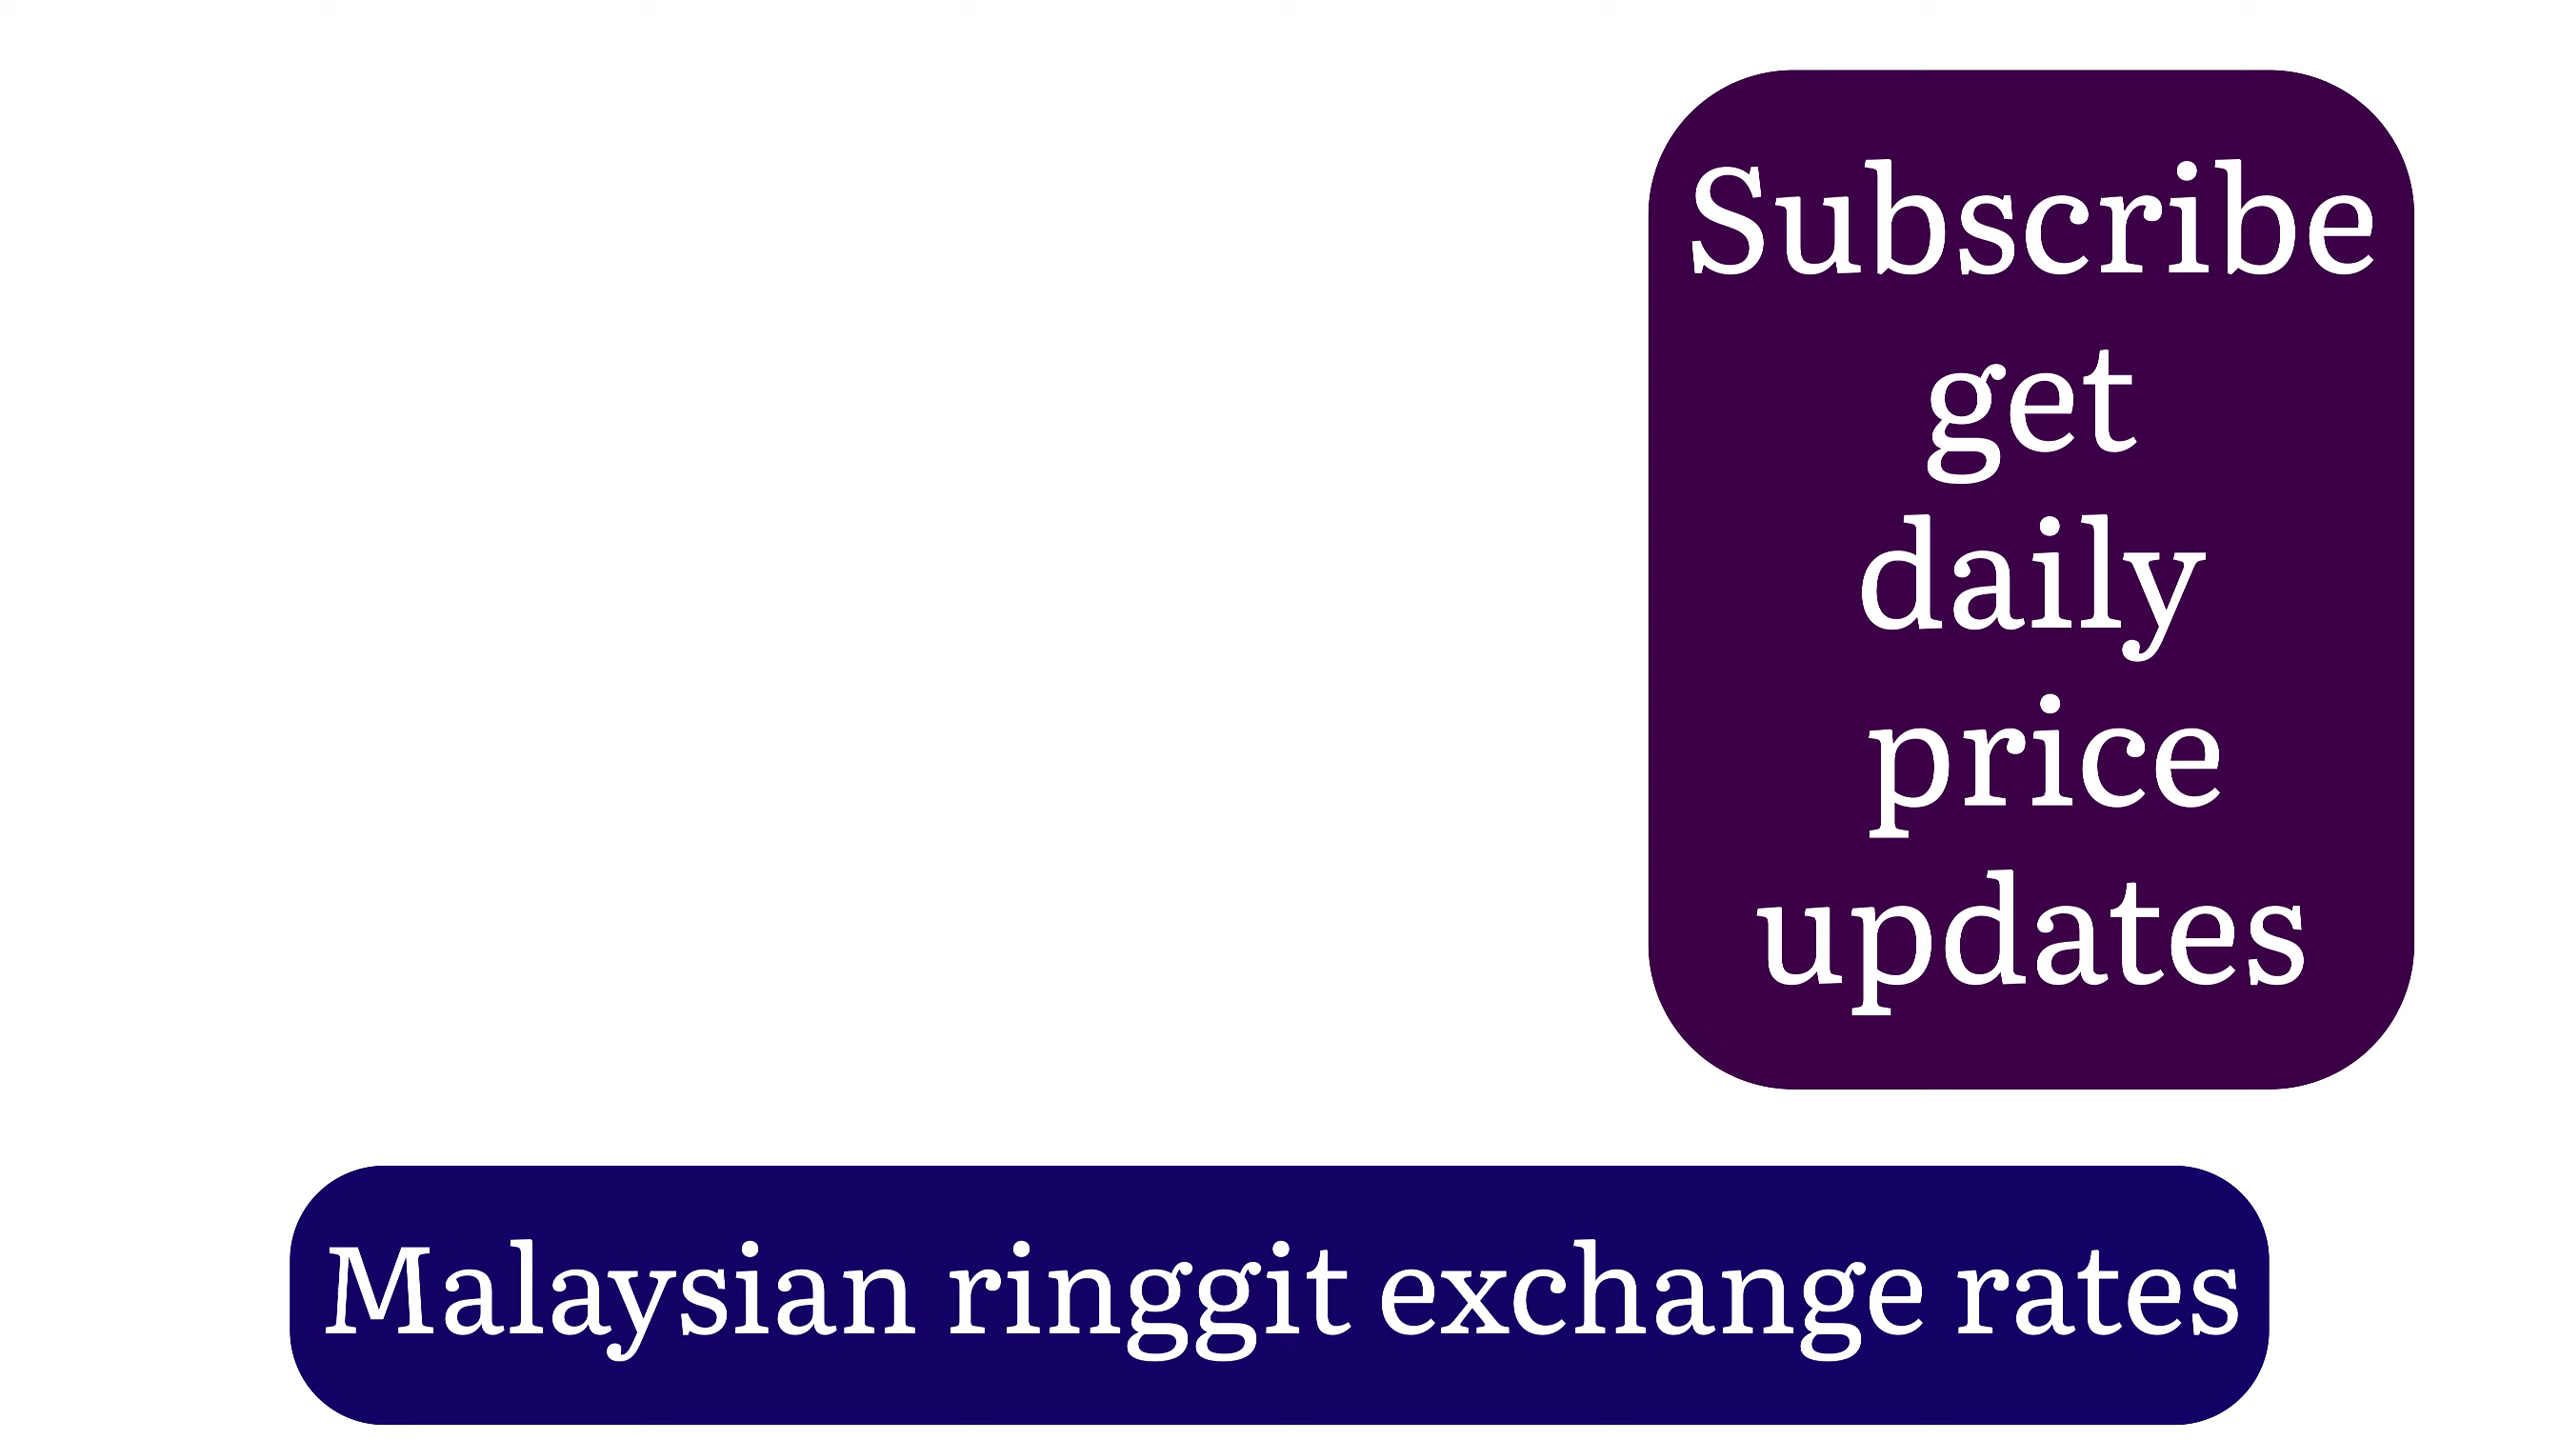 Subscribe
get
daily
price
updates
Malaysian ringgit exchange rates